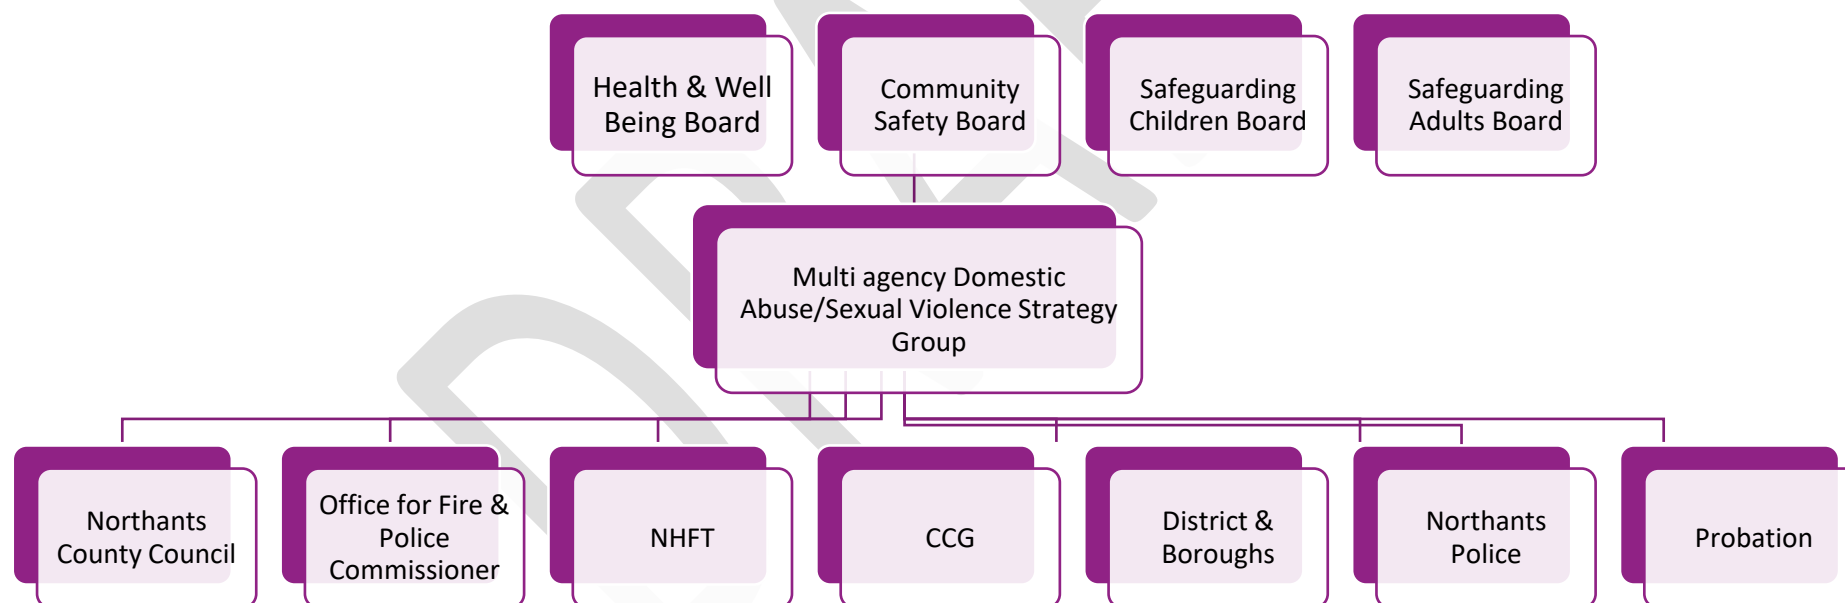 Health & Well
Being Board
Community
Safety Board
Safeguarding
Children Board
Safeguarding
Adults Board
Multi agency Domestic
Abuse/Sexual Violence Strategy
Group
Northants
County Council
Office for Fire &
Police
Commissioner
NHFT
CCG
District &
Boroughs
Northants
Police
Probation